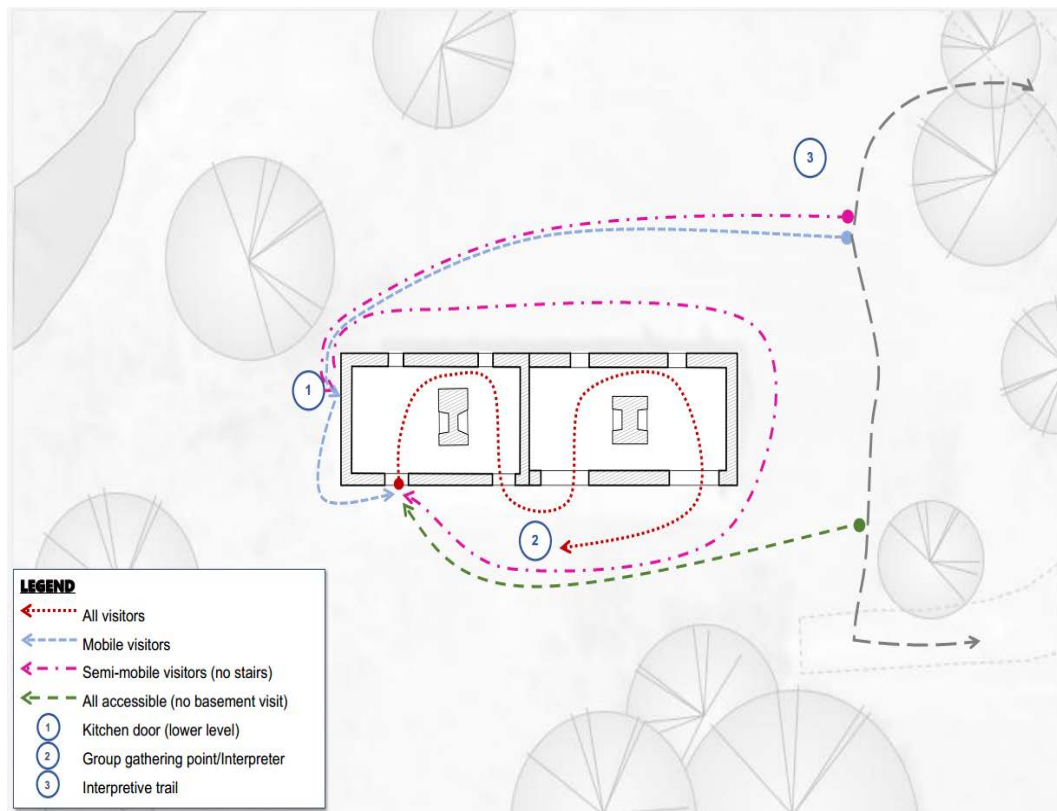 3
1
2
LEGEND
All visitors
Mobile visitors
Semi-mobile visitors (no stairs)
All accessible (no basement visit)
1 Kitchen door (lower level)
2 Group gathering point/Interpreter
3 Interpretive trail